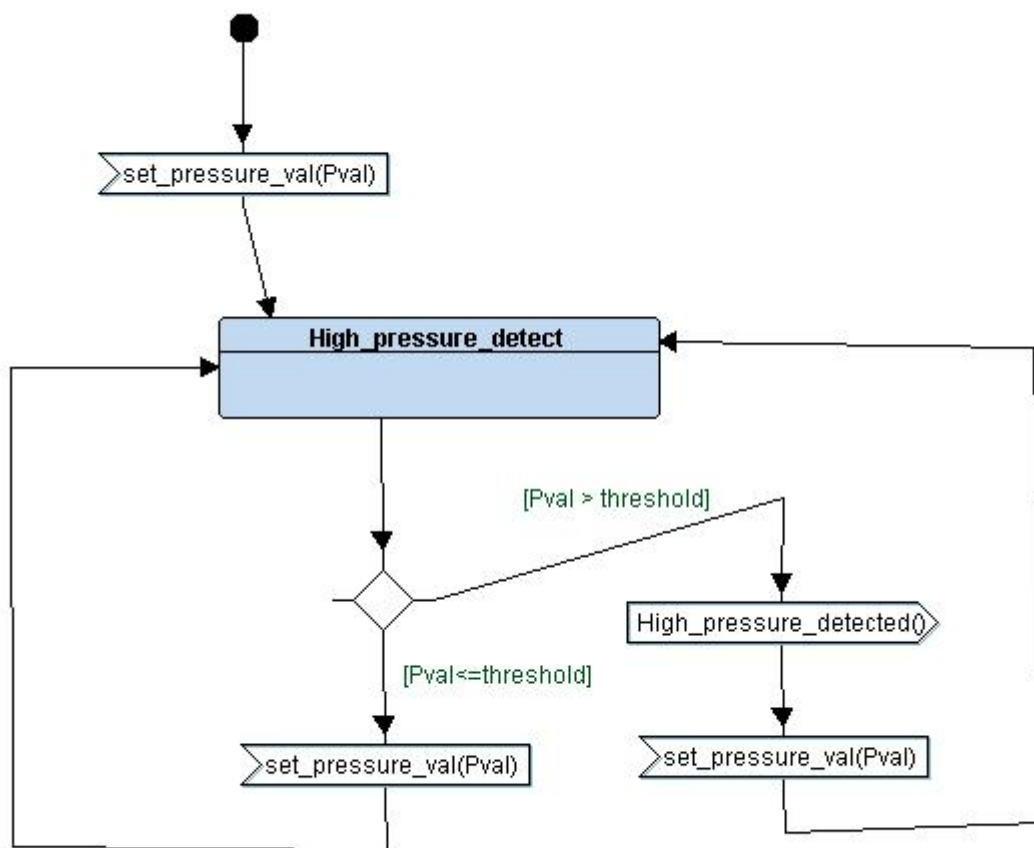 set_pressure_val(Pval)
High_pressure_detect
[Pval > threshold]
High_pressure_detected()
[Pval<=threshold]
set_pressure_val(Pval)
set_pressure_val(Pval)